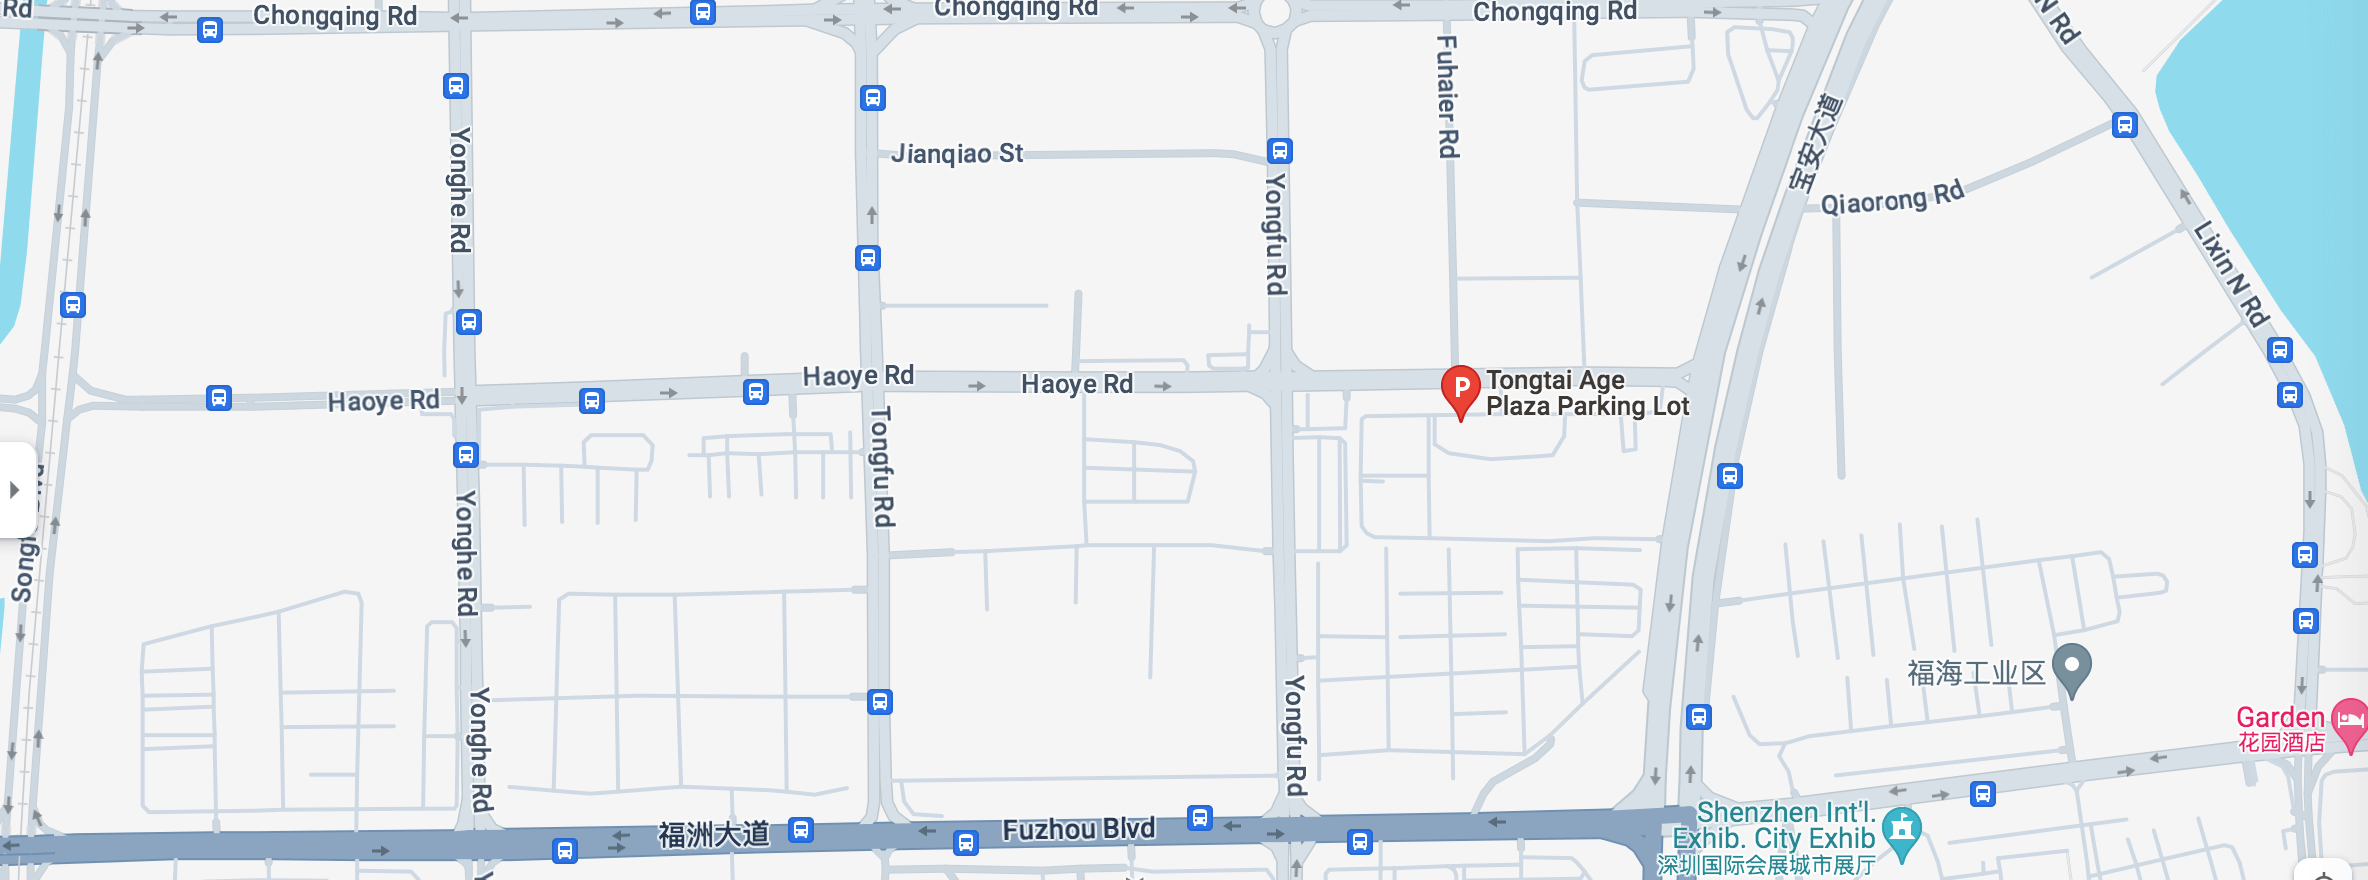 Rd
Chongqing Rd
Chongqing Rd
Chongqing Rd
N Rd
Fuhaier Rd
Yonghe Rd
Jianqiao St
宝安大道
Yongfu Rd
Qiaorong Rd
Lixin N Rd
Haoye Rd
Haoye Rd
Haoye Rd
P
Tongtai Age
Plaza Parking Lot
Tongfu Rd
Yonghe Rd
福海工业区
Yonghe Rd
Yongfu Rd
Garden
花园酒店
福洲大道
Fuzhou Blvd
Shenzhen Int'l.
Exhib. City Exhib
深圳国际会展城市展厅